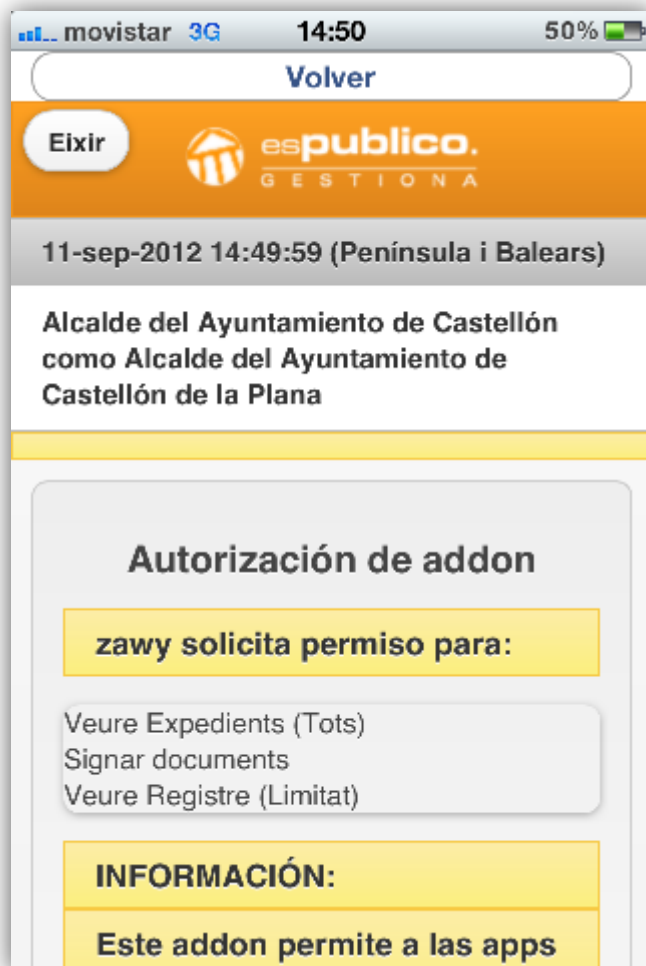 movistar 3G 14:50 50%
Volver
Eixir
espublico.
GESTIONA
11-sep-2012 14:49:59 (Península i Balears)
Alcalde del Ayuntamiento de Castellón
como Alcalde del Ayuntamiento de
Castellón de la Plana
Autorización de addon
zawy solicita permiso para:
Veure Expedients (Tots)
Signar documents
Veure Registre (Limitat)
INFORMACIÓN:
Este addon permite a las apps